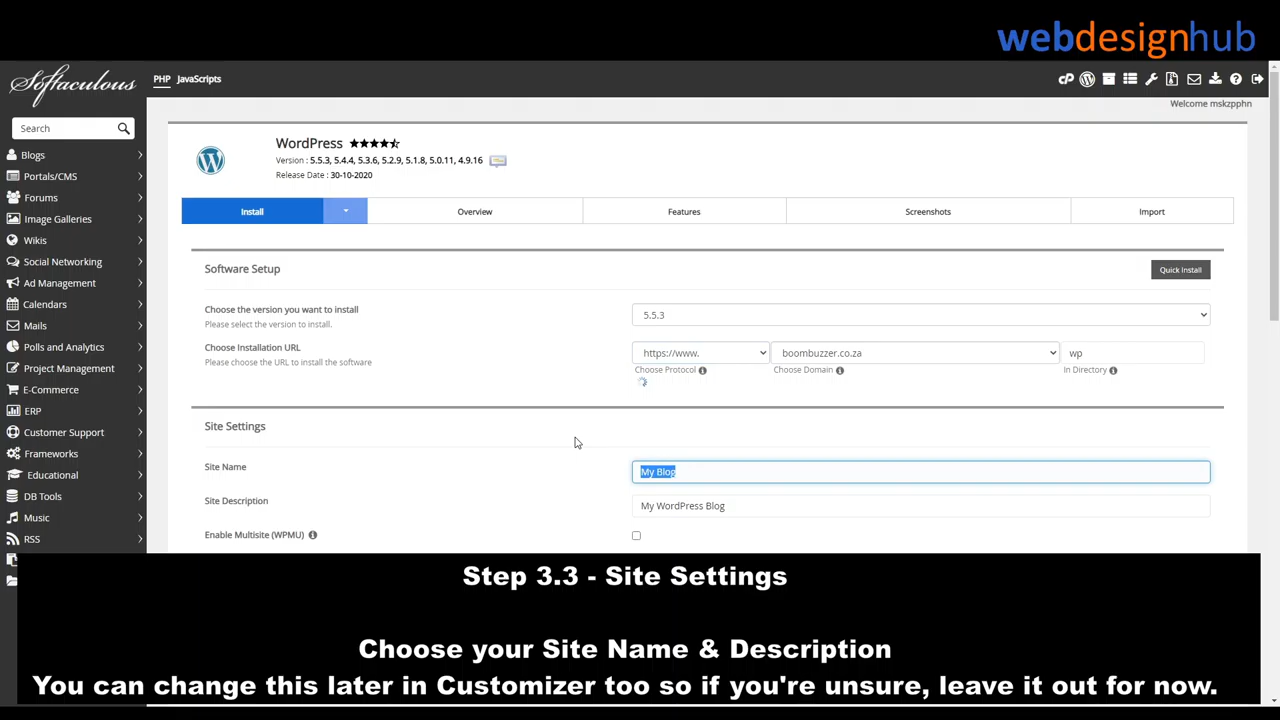 webdesignhub
Softaculous
PHP JavaScripts
Welcome mskzpphn
Search
Blogs
Portals/CMS
Forums
Image Galleries
Wikis
Social Networking
Ad Management
Calendars
Mails
Polls and Analytics
Project Management
E-Commerce
ERP
Customer Support
Frameworks
Educational
DB Tools
Music
RSS
WordPress
Version : 5.5.3, 5.4.4, 5.3.6, 5.2.9, 5.1.8, 5.0.11, 4.9.16
Release Date : 30-10-2020
Install Overview Features Screenshots Import
Software Setup Quick Install
Choose the version you want to install
Please select the version to install.
5.5.3
Choose Installation URL
Please choose the URL to install the software
https://www. boombuzzer.co.za wp
Choose Protocol Choose Domain In Directory
Site Settings
Site Name My Blog
Site Description My WordPress Blog
Enable Multisite (WPMU)
Step 3.3 - Site Settings
Choose your Site Name & Description
You can change this later in Customizer too so if you're unsure, leave it out for now.